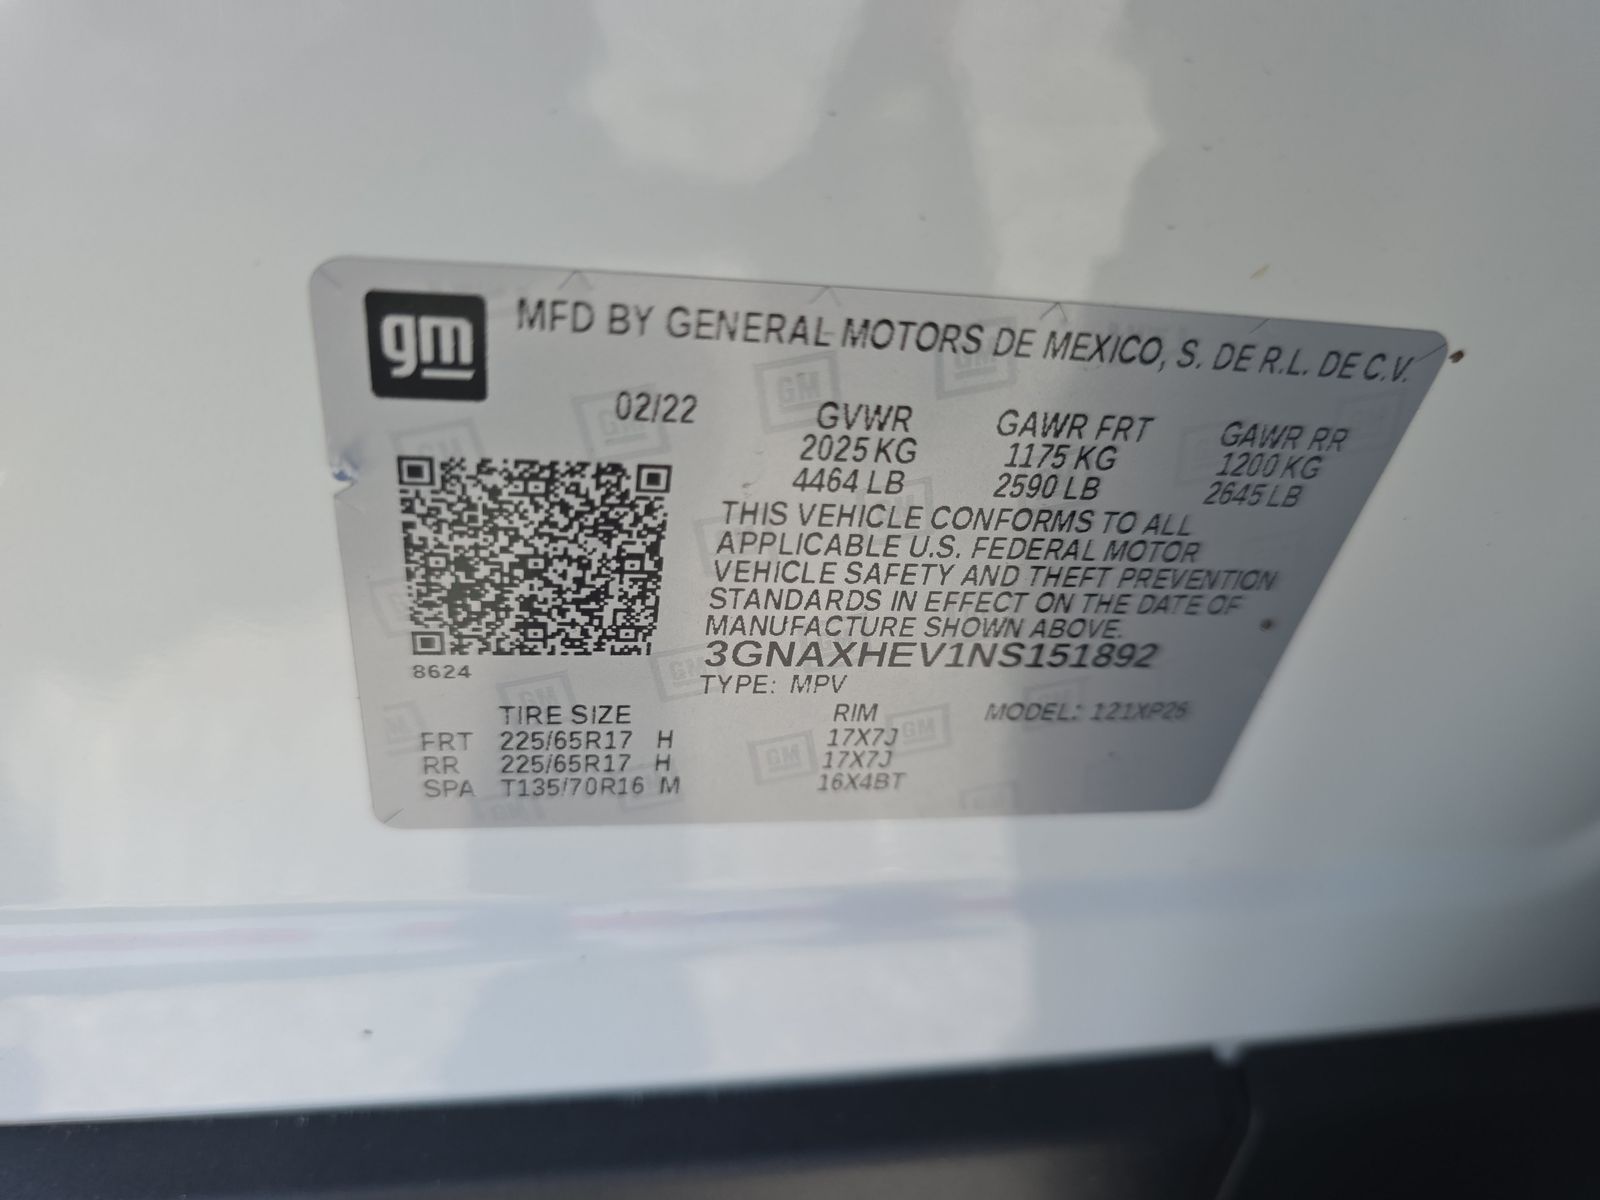 gm
MFD BY GENERAL MOTORS DE MEXICO, S. DE R.L. DE C.V.
02/22 GVWR GAWR FRT GAWR RR
2025 KG 1175 KG 1200 KG
4464 LB 2590 LB 2645 LB
THIS VEHICLE CONFORMS TO ALL
APPLICABLE U.S. FEDERAL MOTOR
VEHICLE SAFETY AND THEFT PREVENTION
STANDARDS IN EFFECT ON THE DATE OF
MANUFACTURE SHOWN ABOVE.
3GNAXHEV1NS151892
8624
TYPE: MPV
TIRE SIZE RIM MODEL: 121XP26
FRT 225/65R17 H 17X7J
RR 225/65R17 H 17X7J
SPA T135/70R16 M 16X4BT